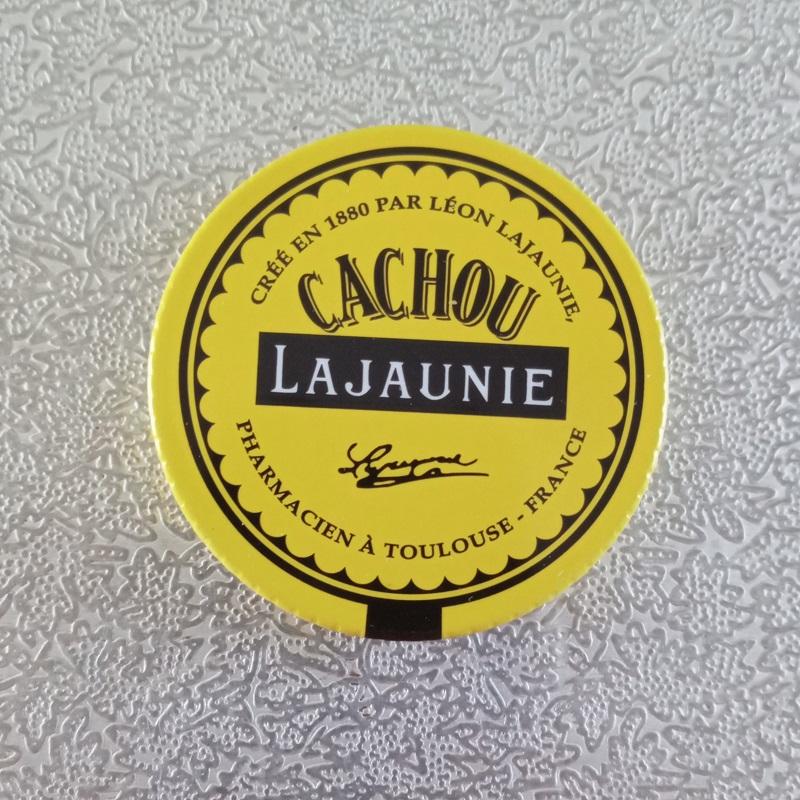 CRÉÉ EN 1880 PAR LÉON LAJAUNIE,
CACHOU
LAJAUNIE
PHARMACIEN À TOULOUSE - FRANCE